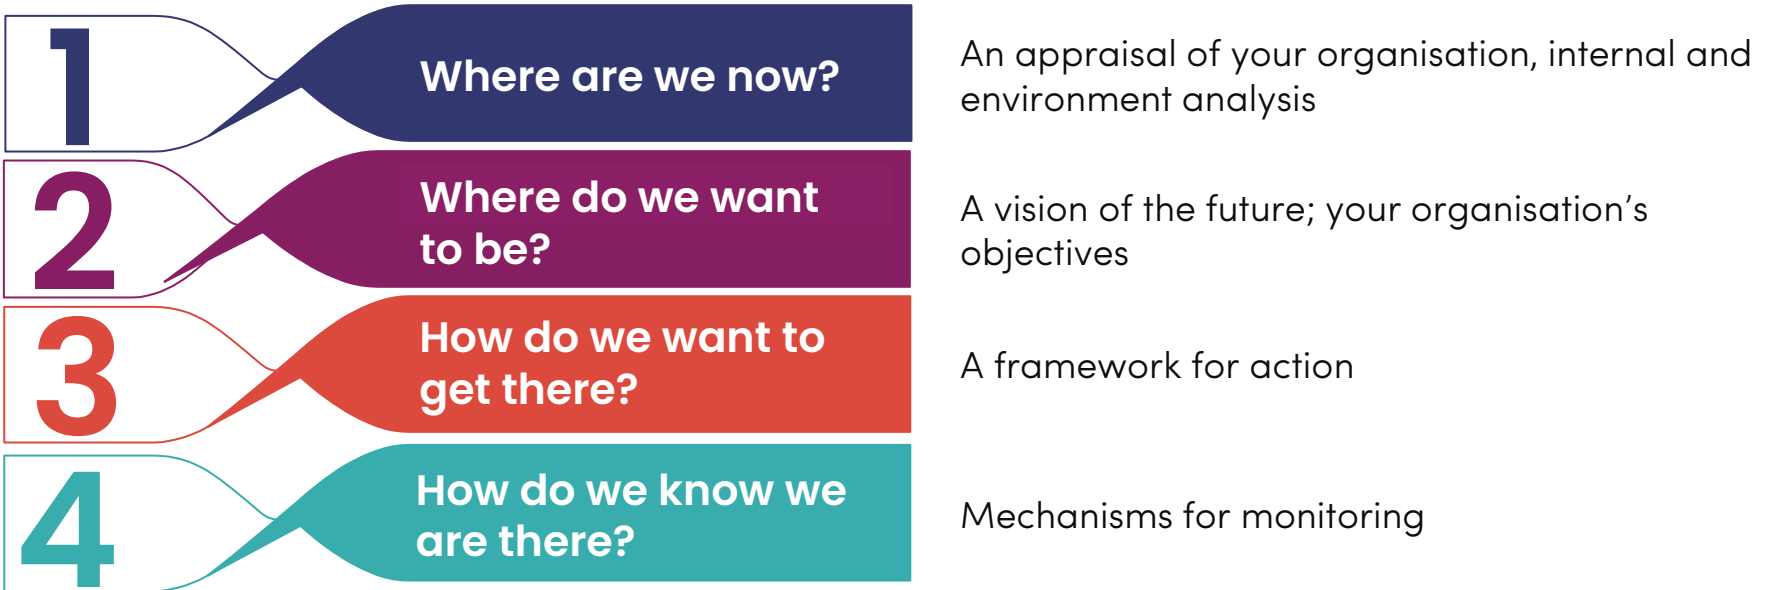 1
Where are we now?
An appraisal of your organisation, internal and
environment analysis
2
Where do we want
to be?
A vision of the future; your organisation’s
objectives
3
How do we want to
get there?
A framework for action
4
How do we know we
are there?
Mechanisms for monitoring